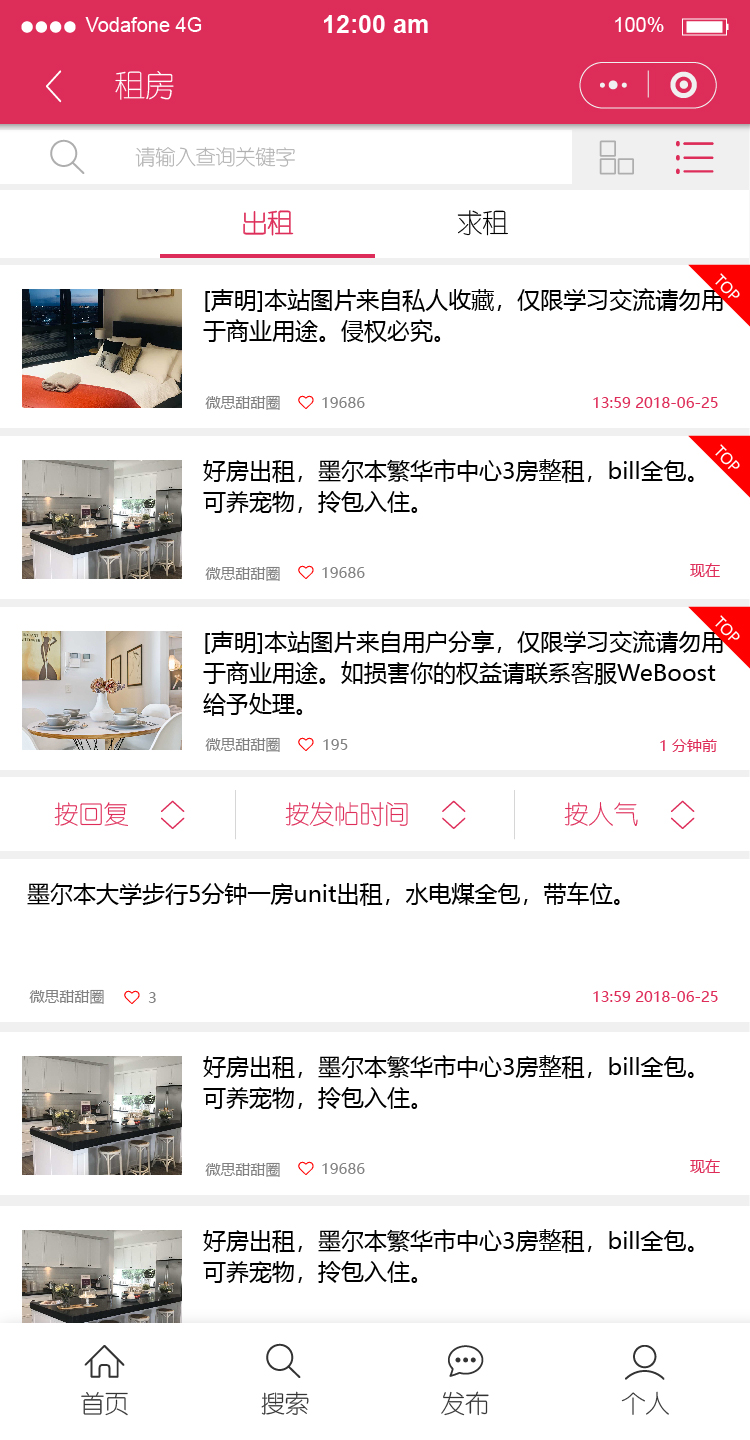 Vodafone 4G 12:00 am 100%
租房
请输入查询关键字
出租 求租
[声明]本站图片来自私人收藏，仅限学习交流请勿用
于商业用途。侵权必究。
TOP
微思甜甜圈 19686 13:59 2018-06-25
好房出租，墨尔本繁华市中心3房整租，bill全包。
可养宠物，拎包入住。
TOP
微思甜甜圈 19686 现在
[声明]本站图片来自用户分享，仅限学习交流请勿用
于商业用途。如损害你的权益请联系客服WeBoost
给予处理。
TOP
微思甜甜圈 195 1 分钟前
按回复 按发帖时间 按人气
墨尔本大学步行5分钟一房unit出租，水电煤全包，带车位。
微思甜甜圈 3 13:59 2018-06-25
好房出租，墨尔本繁华市中心3房整租，bill全包。
可养宠物，拎包入住。
微思甜甜圈 19686 现在
好房出租，墨尔本繁华市中心3房整租，bill全包。
可养宠物，拎包入住。
首页 搜索 发布 个人